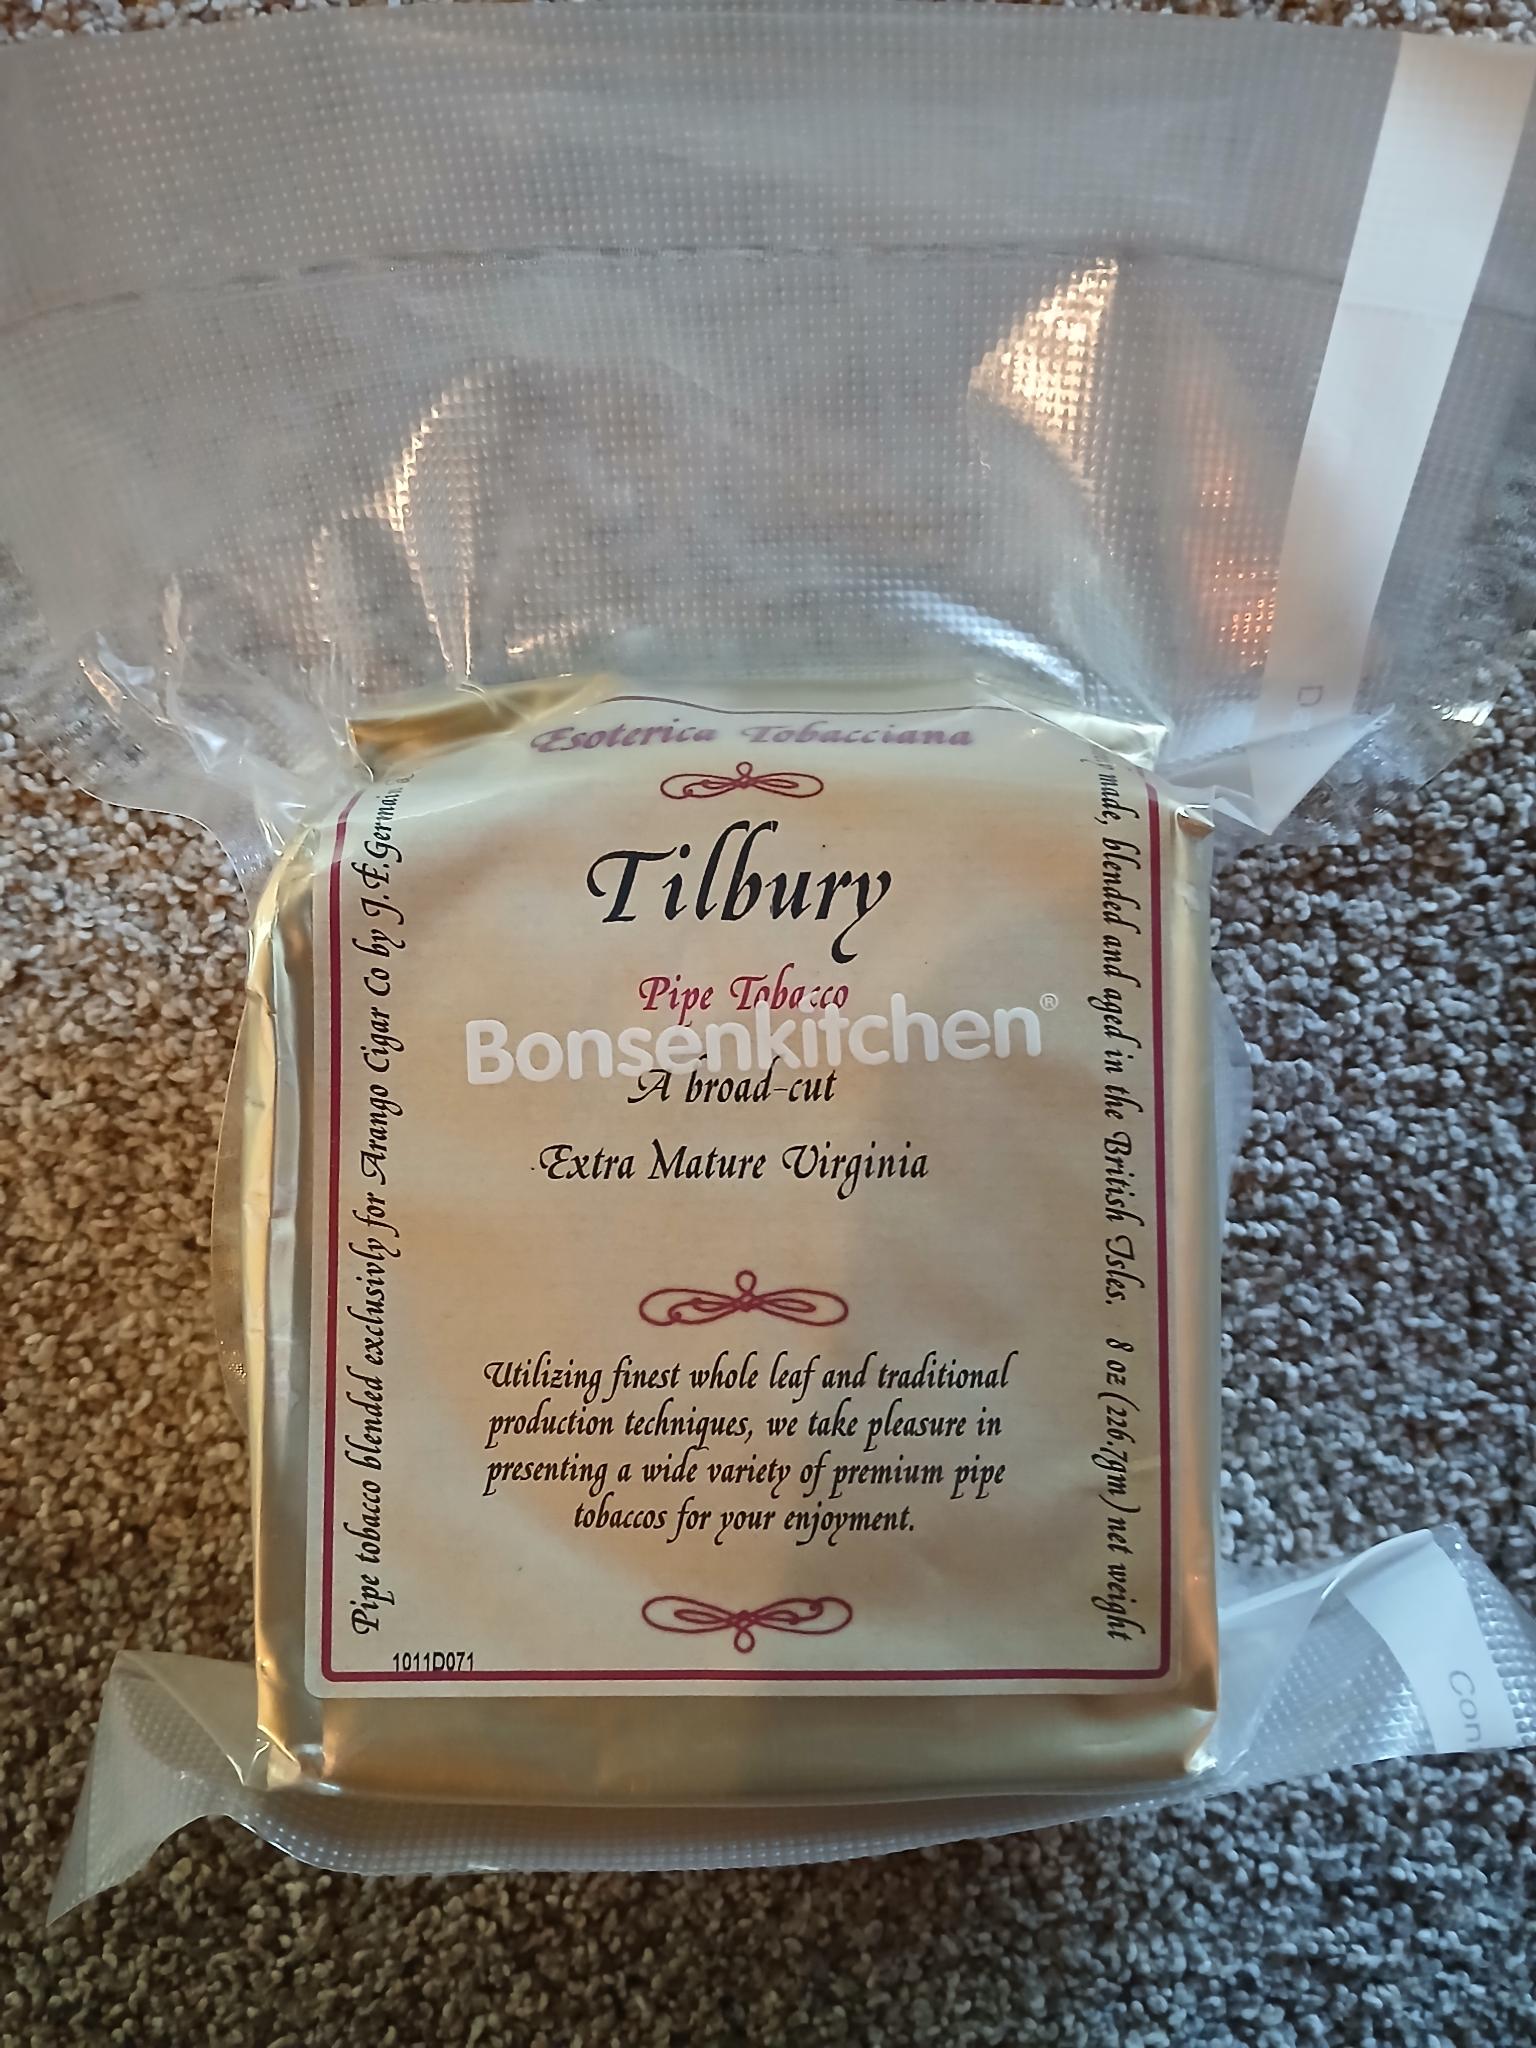 Esoterica Tobacciana
Tilbury
Pipe Tobacco
Bonsenkitchen®
A broad-cut
Extra Mature Virginia
Utilizing finest whole leaf and traditional
production techniques, we take pleasure in
presenting a wide variety of premium pipe
tobaccos for your enjoyment.
1011D071
Pipe tobacco blended exclusivly for Arango Cigar Co by J.F.Germain
made, blended and aged in the British Isles. 8 oz (226.7gm) net weight